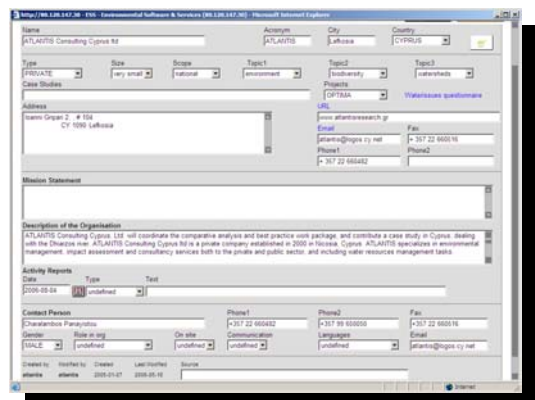 http://80.120.147.30 - ESS - Environmental Software & Services [80.120.147.30] - Microsoft Internet Explorer
Name Acronym City Country
ATLANTIS Consulting Cyprus ltd ATLANTIS Lefkosia CYPRUS
Type Size Scope Topic1 Topic2 Topic3
PRIVATE very small national environment biodiversity watersheds
Case Studies Projects
OPTIMA Waterissues questionnaire
Address URL
Ioanni Gripari 2, , # 104 www.atlantisresearch.gr
CY 1090 Lefkosia
Email Fax
atlantis@logos.cy.net + 357 22 660516
Phone1 Phone2
+ 357 22 660482
Mission Statement
Description of the Organisation
ATLANTIS Consulting Cyprus, Ltd. will coordinate the comparative analysis and best practice work package, and contribute a case study in Cyprus, dealing
with the Dhiarizos river. ATLANTIS Consulting Cyprus ltd is a private company established in 2000 in Nicosia, Cyprus. ATLANTIS specializes in environmental
management, impact assessment and consultancy services both to the private and public sector, and including water resources management tasks.
Activity Reports
Date Type Text
2006-05-04 undefined
Contact Person Phone1 Phone2 Fax
Charalambos Panayiotou +357 22 660482 +357 99 +357 22 660516
Gender Role in org On site Communication Languages Email
MALE undefined undefined undefined undefined atlantis@logos.cy.net
Created by Modified by Created Last Modified Source
atlantis atlantis 2005-01-27 2006-05-16
Internet